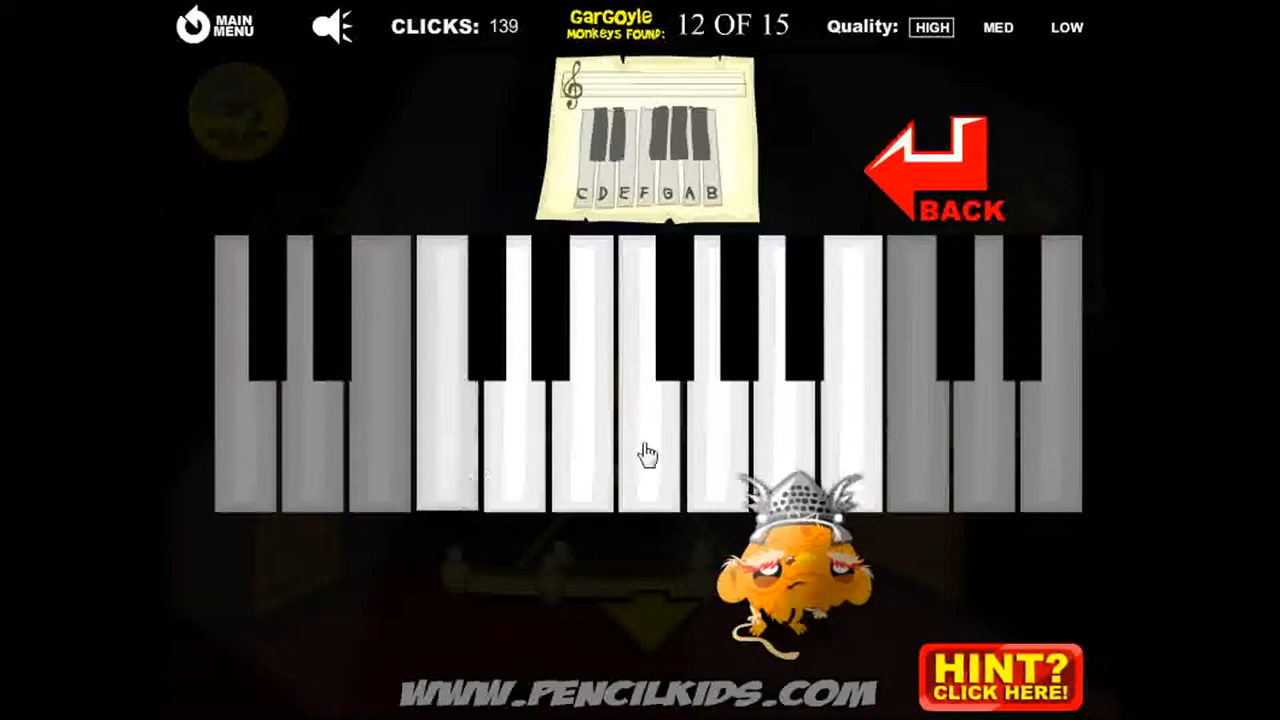 MAIN MENU
CLICKS: 139
GARGOYLE MONKEYS FOUND: 12 OF 15
Quality: HIGH MED LOW
BACK
C D E F G A B
WWW.PENCILKIDS.COM
HINT?
CLICK HERE!